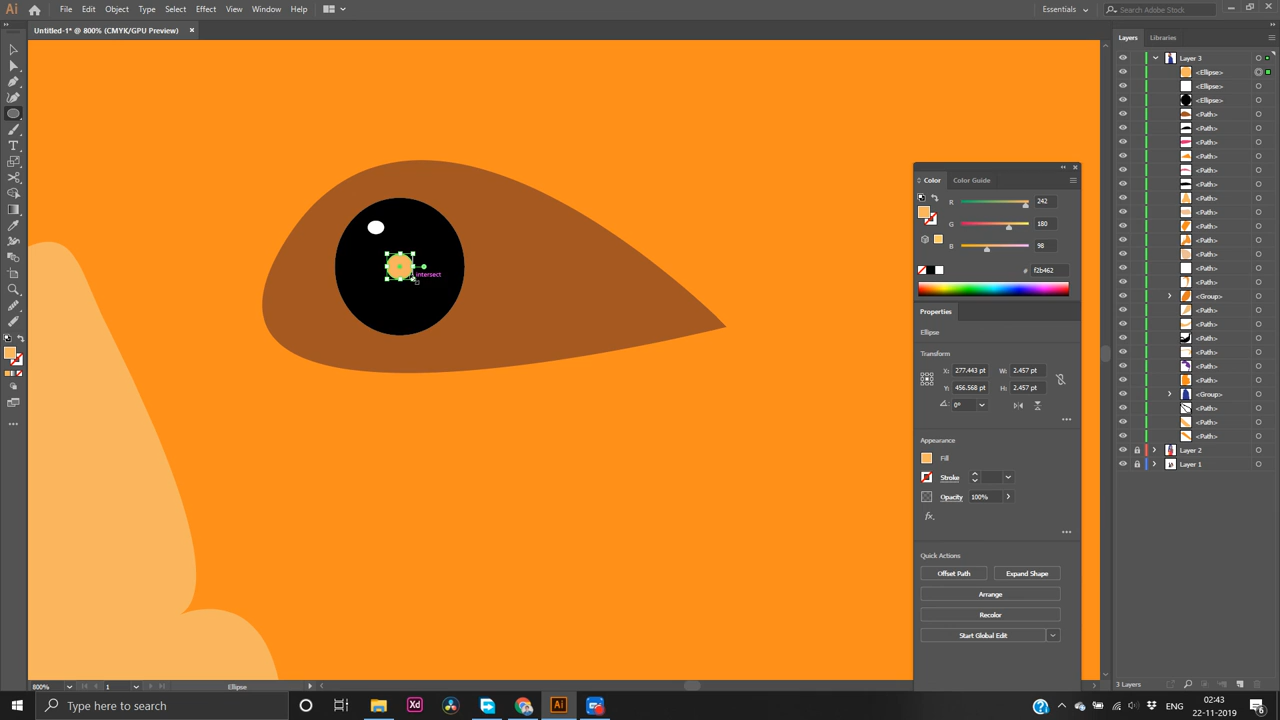 Ai File Edit Object Type Select Effect View Window Help Essentials Search Adobe Stock
Untitled-1* @ 800% (CMYK/GPU Preview) ×
Layers Libraries
Layer 3
<Ellipse>
<Ellipse>
<Ellipse>
<Path>
<Path>
<Path>
<Path>
<Path>
<Path>
<Path>
<Path>
<Path>
<Path>
<Path>
<Path>
<Path>
<Group>
<Path>
<Path>
<Path>
<Path>
<Path>
<Path>
<Group>
<Path>
<Path>
<Path>
Layer 2
Layer 1
3 Layers
intersect
Color Color Guide
R 242
G 180
B 98
# f2b462
Properties
Ellipse
Transform
X: 277.443 pt W: 2.457 pt
Y: 456.568 pt H: 2.457 pt
0°
Appearance
Fill
Stroke
Opacity 100%
fx.
Quick Actions
Offset Path Expand Shape
Arrange
Recolor
Start Global Edit
800% 1 Ellipse
Type here to search Xd Ai ENG 02:43
22-11-2019